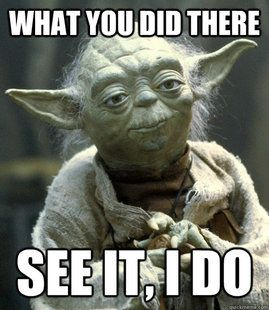 WHAT YOU DID THERE
SEE IT, I DO
quickmeme.com